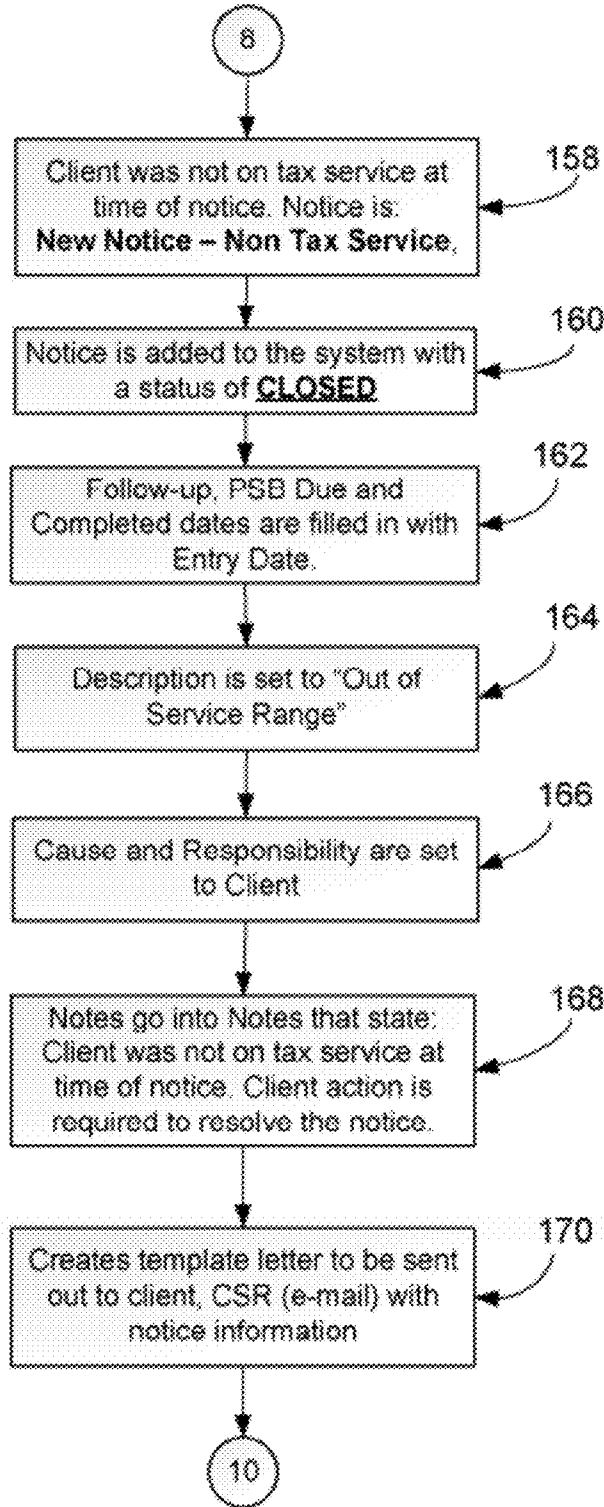 8
Client was not on tax service at
time of notice. Notice is:
New Notice – Non Tax Service,
158
Notice is added to the system with
a status of CLOSED
160
Follow-up, PSB Due and
Completed dates are filled in with
Entry Date.
162
Description is set to "Out of
Service Range"
164
Cause and Responsibility are set
to Client
166
Notes go into Notes that state:
Client was not on tax service at
time of notice. Client action is
required to resolve the notice.
168
Creates template letter to be sent
out to client, CSR (e-mail) with
notice information
170
10